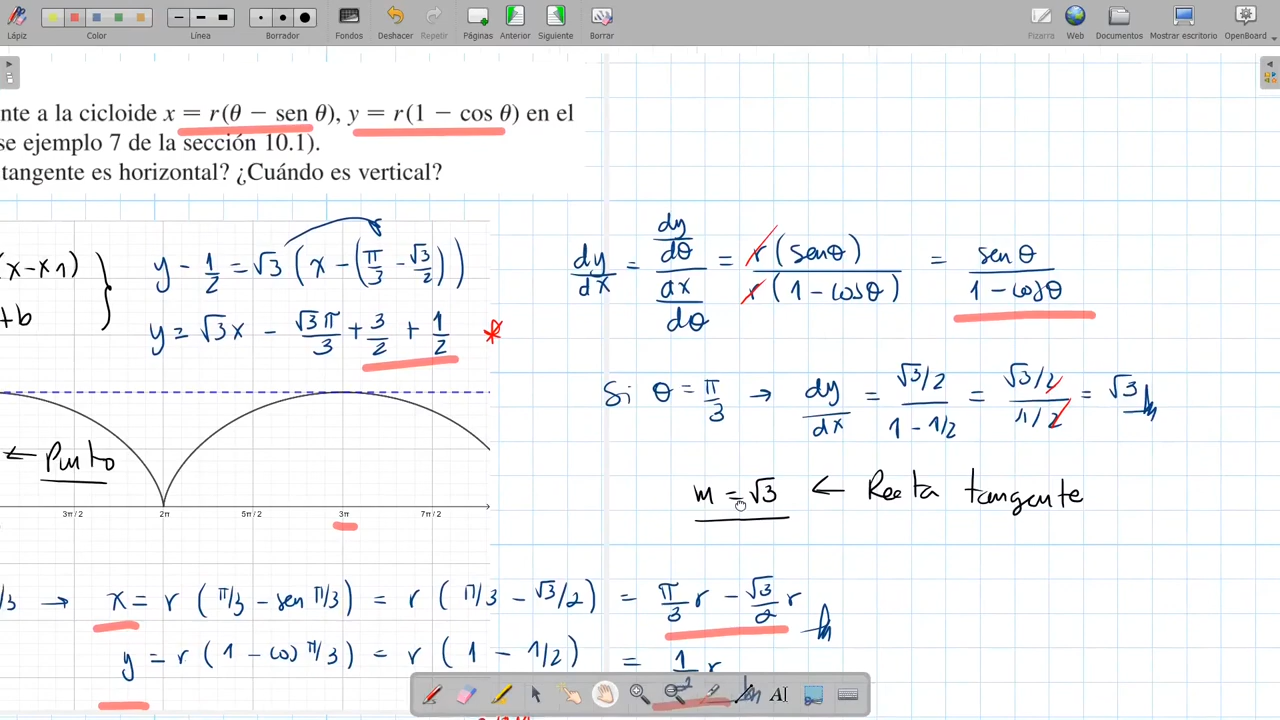 Lápiz Color Línea Borrador Fondos Deshacer Repetir Páginas Anterior Siguiente Borrar Pizarra Web Documentos Mostrar escritorio OpenBoard
nte a la cicloide x = r(θ − sen θ), y = r(1 − cos θ) en el
se ejemplo 7 de la sección 10.1).
tangente es horizontal? ¿Cuándo es vertical?
(x-x1)
+b
y - 1/2 = √3 (x - (π/3 - √3/2))
y = √3x - √3π/3 + 3/2 + 1/2 *
← Punto
3π/2 2π 5π/2 3π 7π/2
dy/dx = (dy/dθ)/(dx/dθ) = r(senθ)/r(1 - cosθ) = senθ/(1 - cosθ)
Si θ = π/3 → dy/dx = (√3/2)/(1 - 1/2) = (√3/2)/(1/2) = √3
m = √3 ← Recta tangente
/3 → x = r (π/3 - sen π/3) = r (π/3 - √3/2) = π/3 r - √3/2 r
y = r (1 - cos π/3) = r (1 - 1/2) = 1/2 r